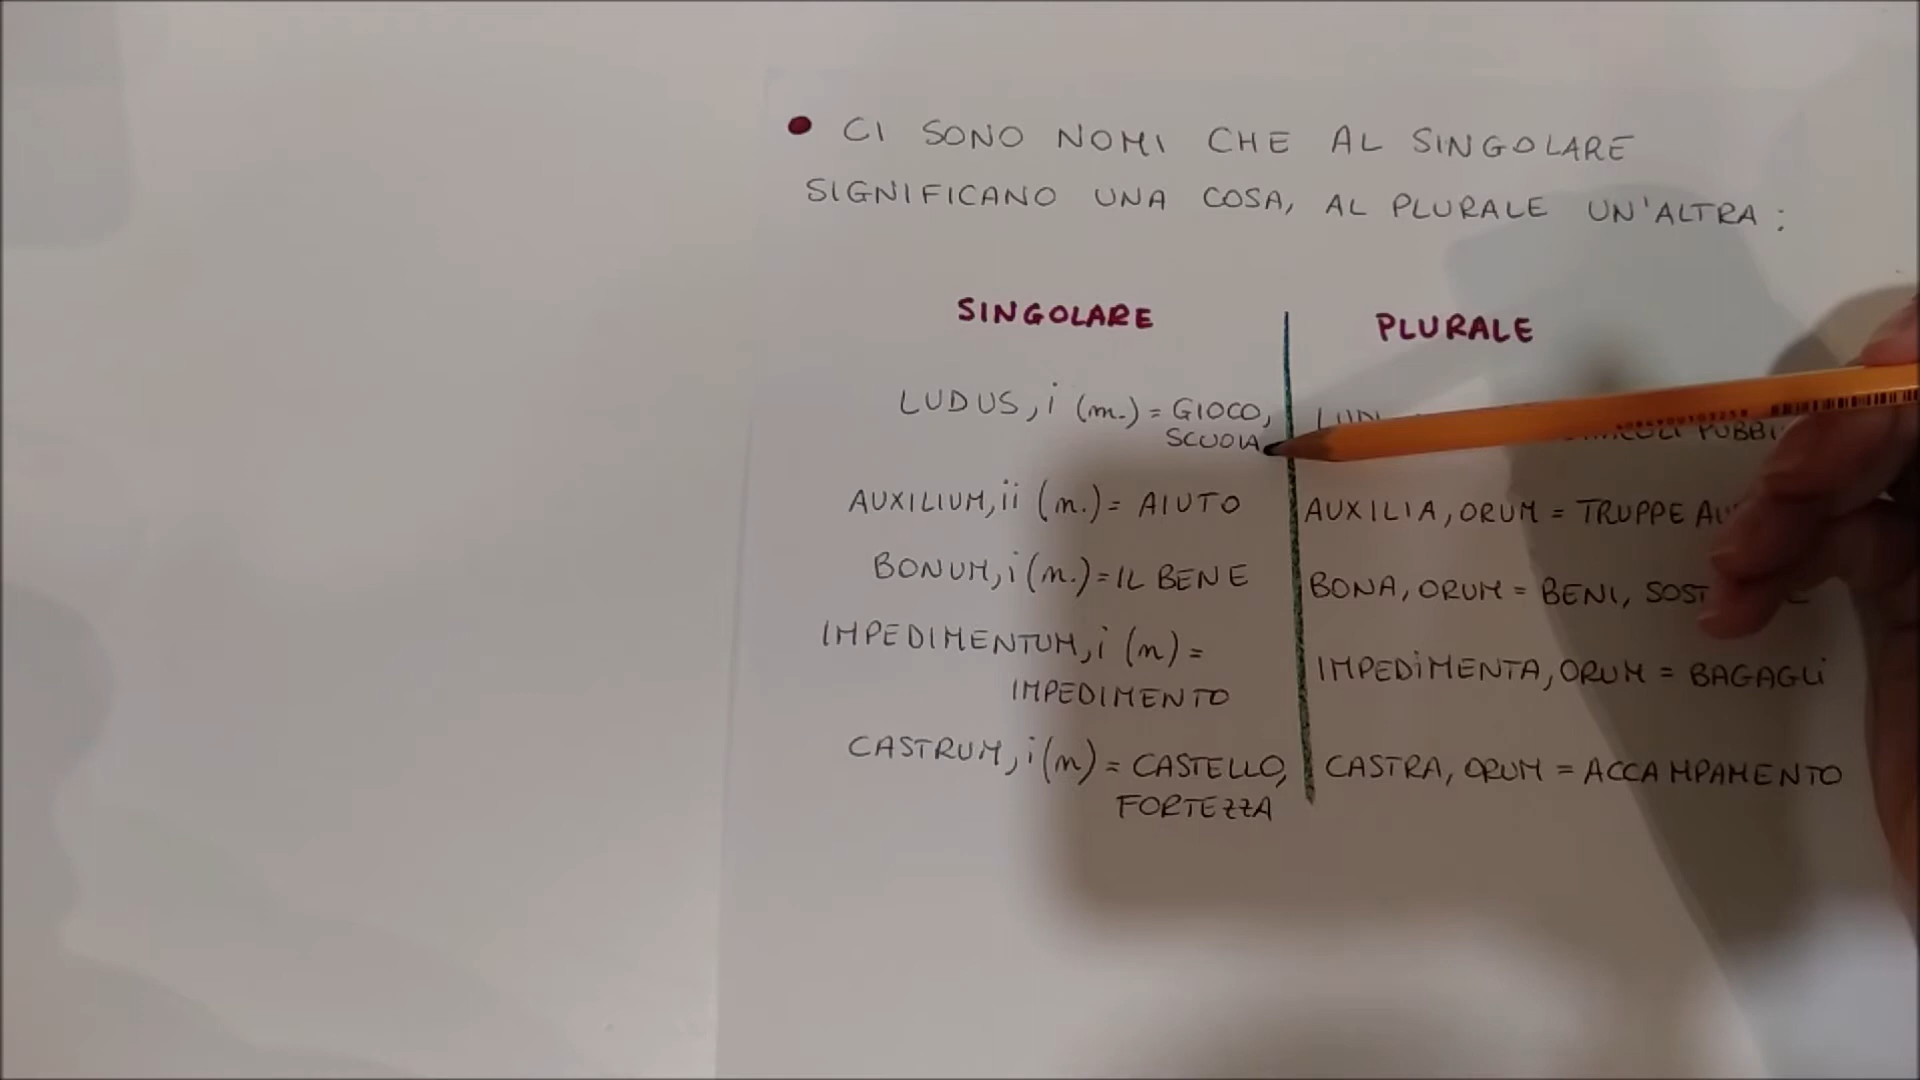 • CI SONO NOMI CHE AL SINGOLARE
SIGNIFICANO UNA COSA, AL PLURALE UN'ALTRA:
SINGOLARE
PLURALE
LUDUS, i (m.) = GIOCO,
SCUOLA
AUXILIUM, ii (n.) = AIUTO
AUXILIA, ORUM = TRUPPE
BONUM, i (n.) = IL BENE
BONA, ORUM = BENI,
IMPEDIMENTUM, i (n) =
IMPEDIMENTO
IMPEDIMENTA, ORUM = BAGAGLI
CASTRUM, i (n) = CASTELLO,
FORTEZZA
CASTRA, ORUM = ACCAMPAMENTO